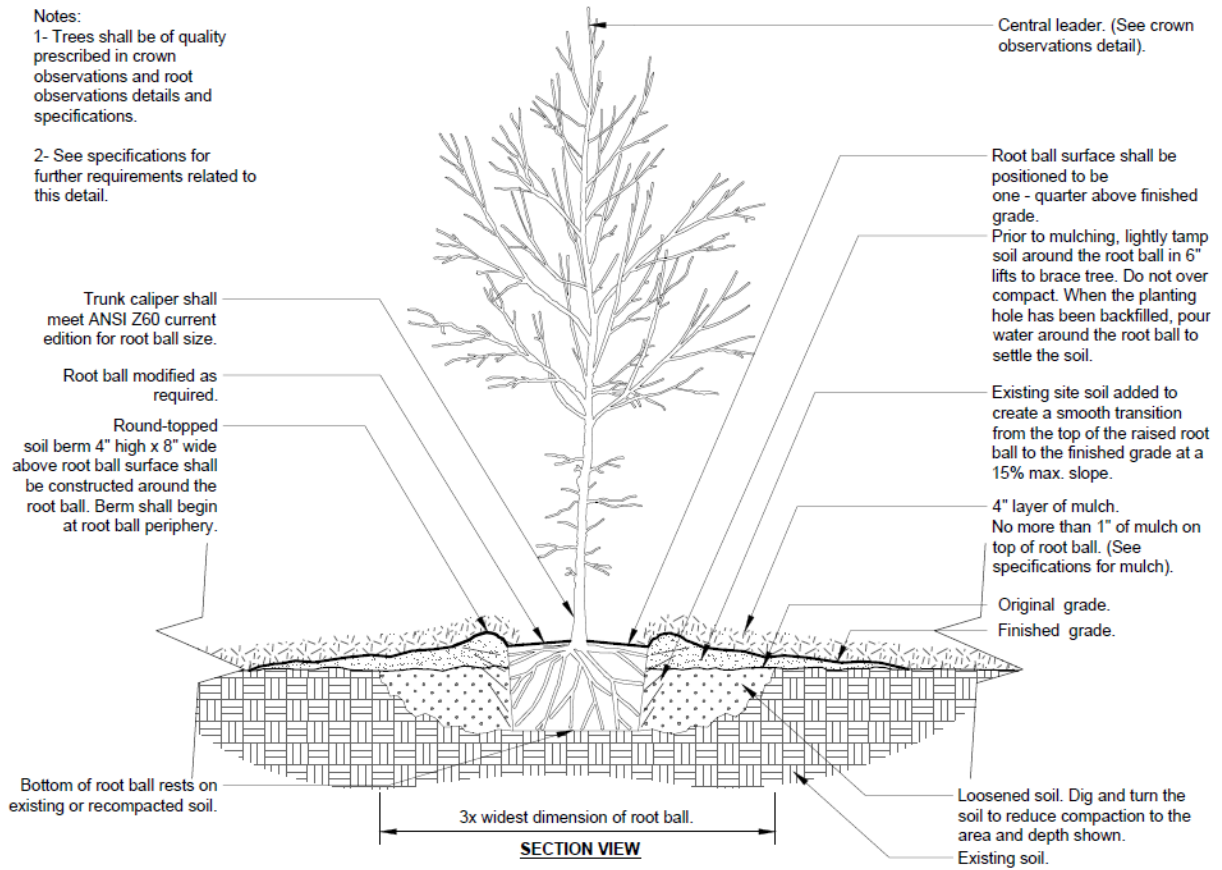 Notes:
1- Trees shall be of quality
prescribed in crown
observations and root
observations details and
specifications.
2- See specifications for
further requirements related to
this detail.
Trunk caliper shall
meet ANSI Z60 current
edition for root ball size.
Root ball modified as
required.
Round-topped
soil berm 4" high x 8" wide
above root ball surface shall
be constructed around the
root ball. Berm shall begin
at root ball periphery.
Bottom of root ball rests on
existing or recompacted soil.
Central leader. (See crown
observations detail).
Root ball surface shall be
positioned to be
one - quarter above finished
grade.
Prior to mulching, lightly tamp
soil around the root ball in 6"
lifts to brace tree. Do not over
compact. When the planting
hole has been backfilled, pour
water around the root ball to
settle the soil.
Existing site soil added to
create a smooth transition
from the top of the raised root
ball to the finished grade at a
15% max. slope.
4" layer of mulch.
No more than 1" of mulch on
top of root ball. (See
specifications for mulch).
Original grade.
Finished grade.
Loosened soil. Dig and turn the
soil to reduce compaction to the
area and depth shown.
Existing soil.
3x widest dimension of root ball.
SECTION VIEW